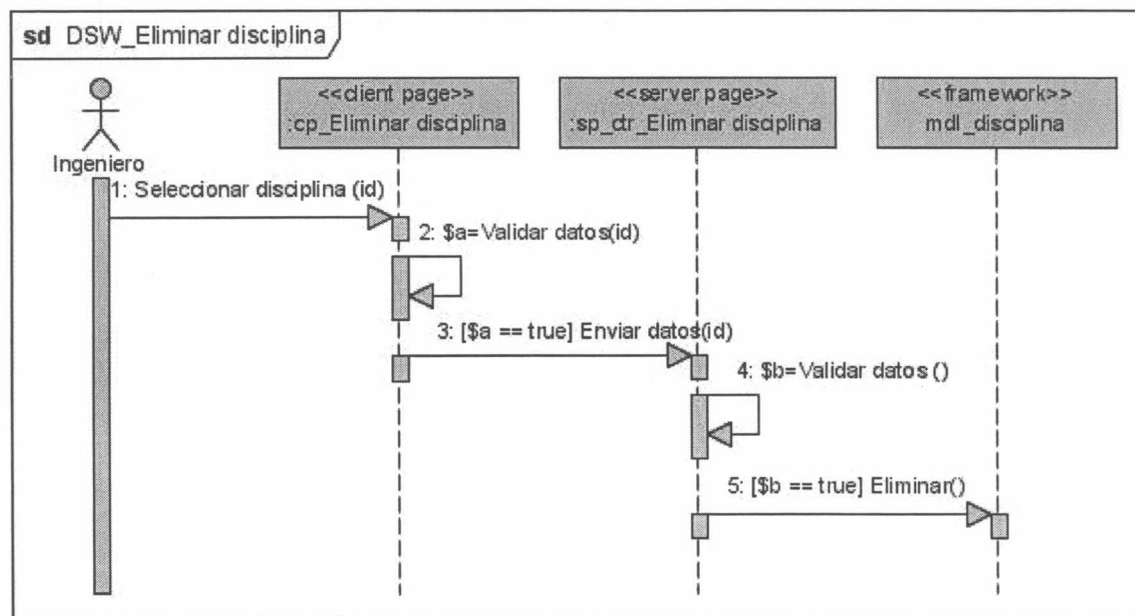 sd DSW_Eliminar disciplina
<<client page>>
:cp_Eliminar disciplina
<<server page>>
:sp_ctr_Eliminar disciplina
<<framework>>
mdl_disciplina
Ingeniero
1: Seleccionar disciplina (id)
2: $a=Validar datos(id)
3: [$a == true] Enviar datos(id)
4: $b=Validar datos ()
5: [$b == true] Eliminar()